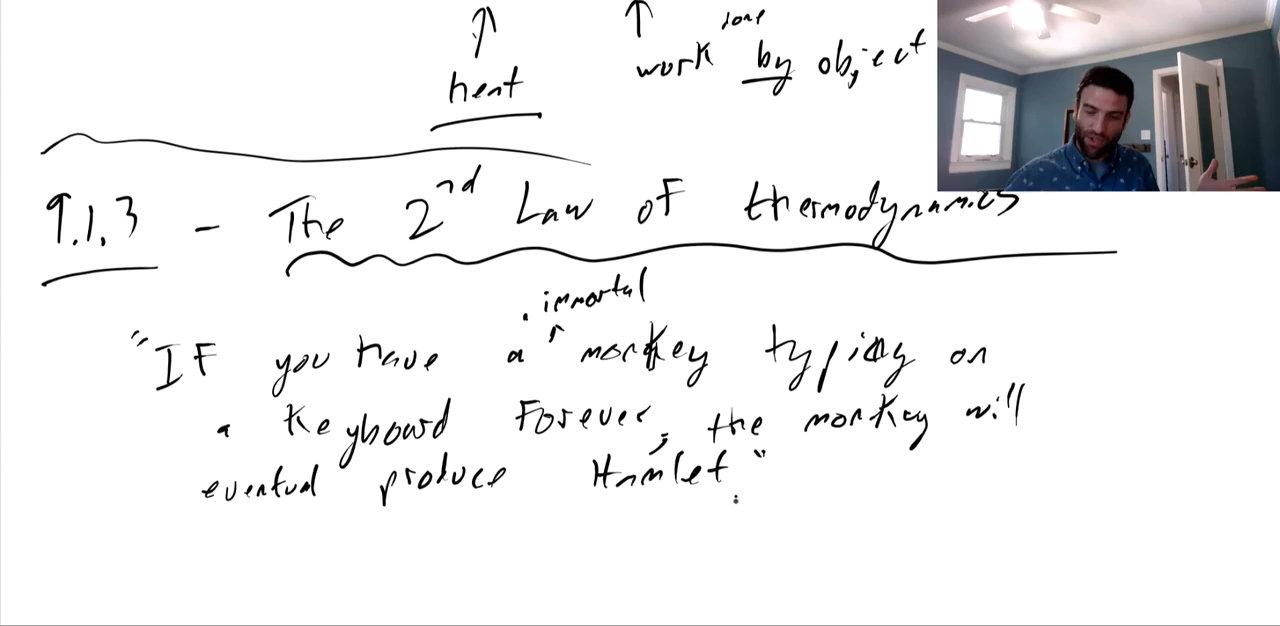 ↑ ↑ done
heat work by object
9.1.3 - The 2nd Law of thermodynamics
immortal
"If you have a ^ monkey typing on
a keyboard forever, the monkey will
eventual produce Hamlet"